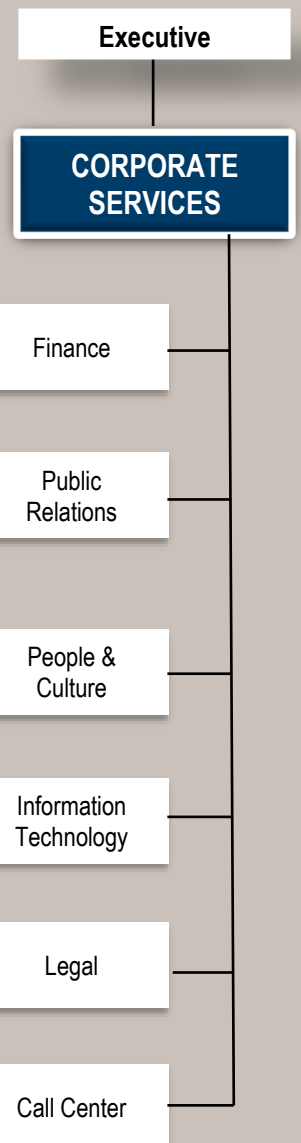 Executive
CORPORATE
SERVICES
Finance
Public
Relations
People &
Culture
Information
Technology
Legal
Call Center